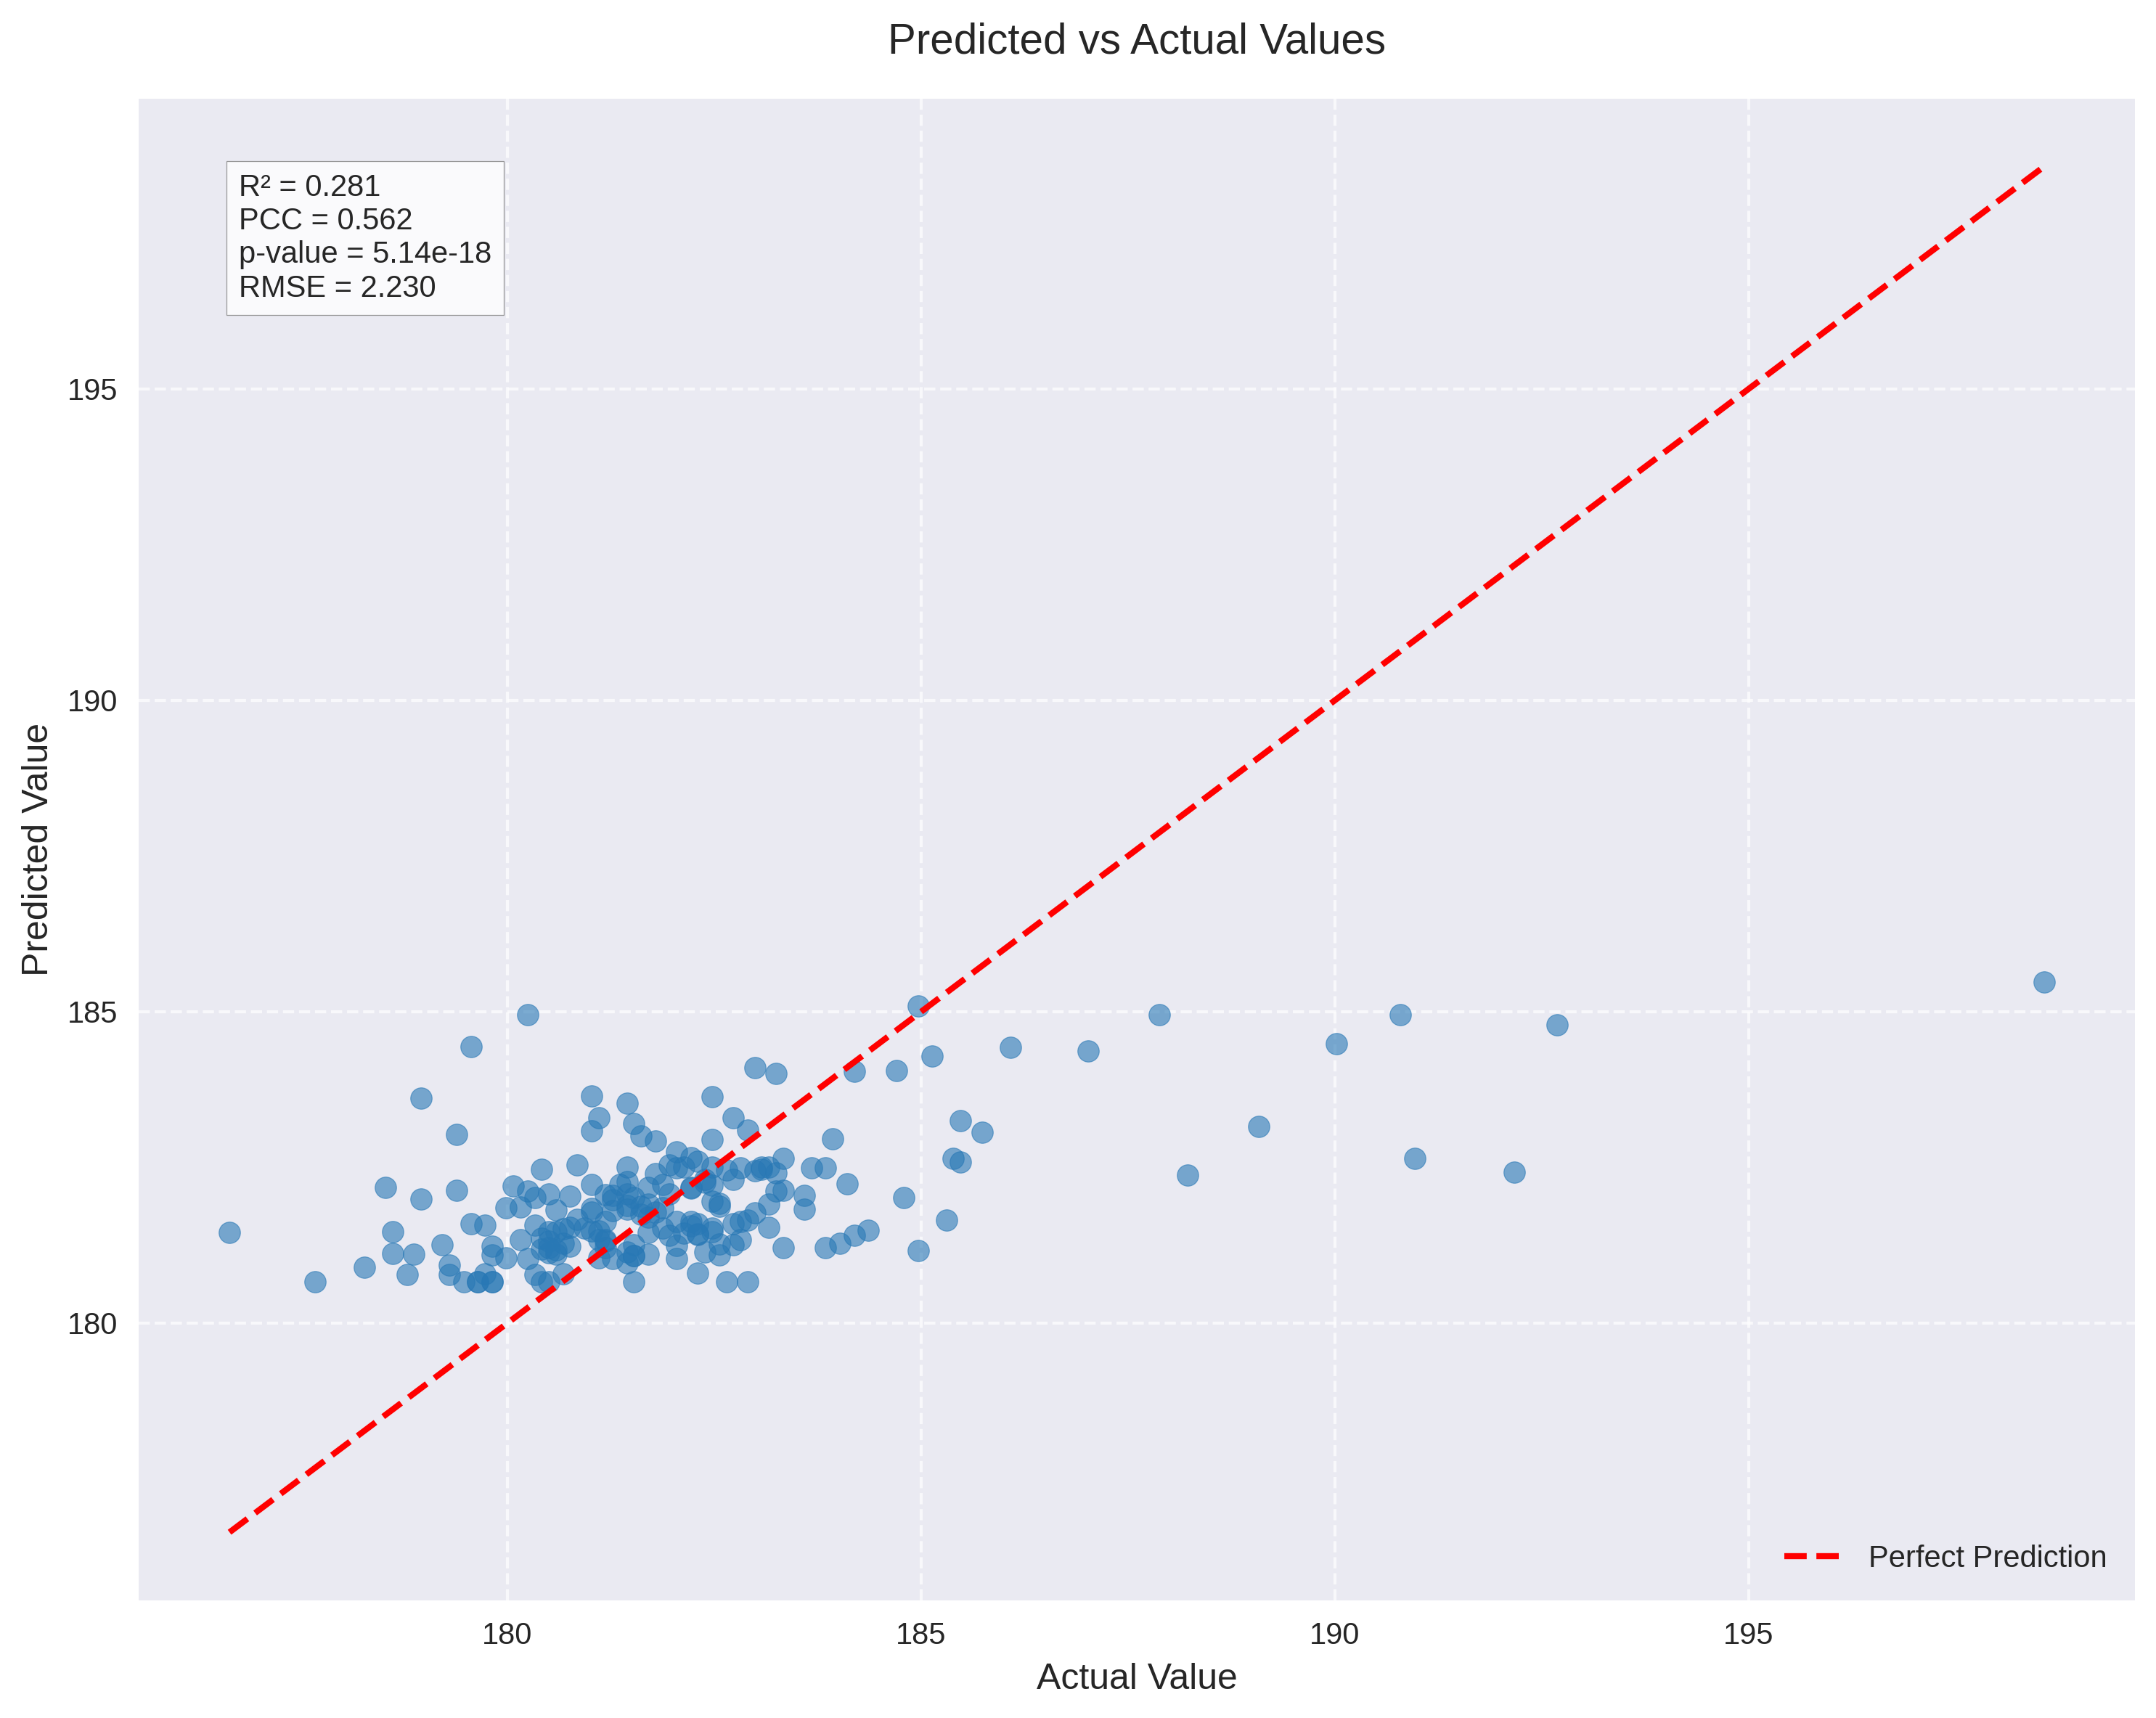 Predicted vs Actual Values
R² = 0.281
PCC = 0.562
p-value = 5.14e-18
RMSE = 2.230
195
190
185
180
Predicted Value
Perfect Prediction
180
185
190
195
Actual Value